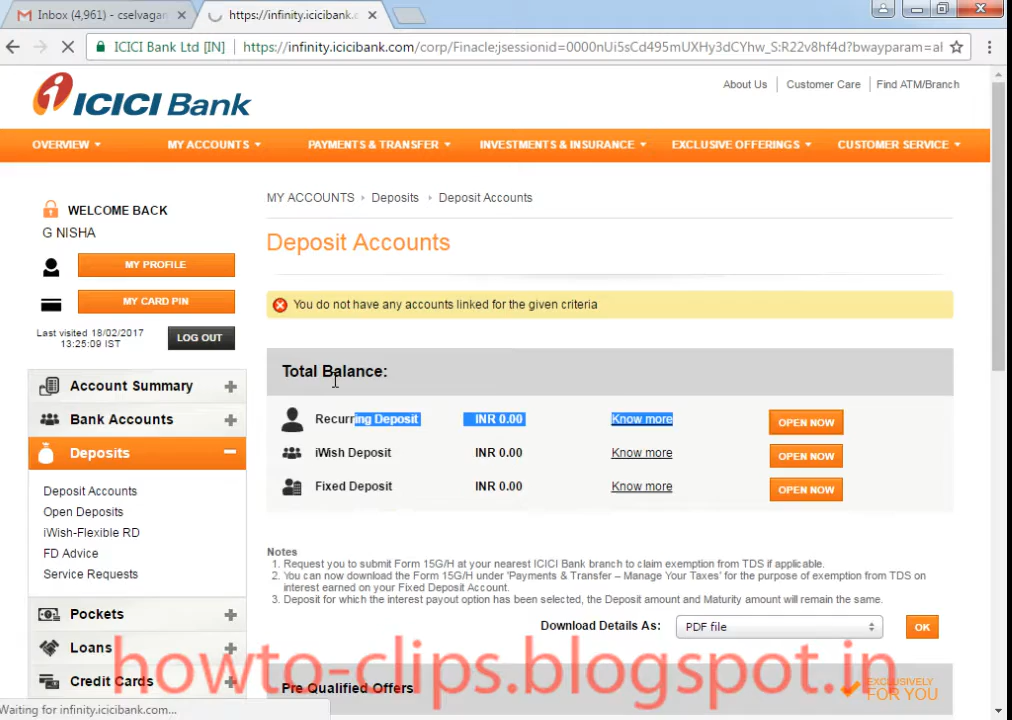 Inbox (4,961) - cselvagan
https://infinity.icicibank.c
ICICI Bank Ltd [IN] https://infinity.icicibank.com/corp/Finacle;jsessionid=0000nUi5sCd495mUXHy3dCYhw_S:R22v8hf4d?bwayparam=al
ICICI Bank
About Us Customer Care Find ATM/Branch
OVERVIEW MY ACCOUNTS PAYMENTS & TRANSFER INVESTMENTS & INSURANCE EXCLUSIVE OFFERINGS CUSTOMER SERVICE
MY ACCOUNTS Deposits Deposit Accounts
WELCOME BACK
G NISHA
MY PROFILE
MY CARD PIN
Last visited 18/02/2017
13:25:09 IST
LOG OUT
Account Summary
Bank Accounts
Deposits
Deposit Accounts
Open Deposits
iWish-Flexible RD
FD Advice
Service Requests
Pockets
Loans
Credit Cards
Deposit Accounts
You do not have any accounts linked for the given criteria
Total Balance:
Recurring Deposit INR 0.00 Know more OPEN NOW
iWish Deposit INR 0.00 Know more OPEN NOW
Fixed Deposit INR 0.00 Know more OPEN NOW
Notes
1. Request you to submit Form 15G/H at your nearest ICICI Bank branch to claim exemption from TDS if applicable.
2. You can now download the Form 15G/H under 'Payments & Transfer – Manage Your Taxes' for the purpose of exemption from TDS on
interest earned on your Fixed Deposit Account.
3. Deposit for which the interest payout option has been selected, the Deposit amount and Maturity amount will remain the same.
Download Details As: PDF file OK
howto-clips.blogspot.in
Pre Qualified Offers
EXCLUSIVELY
FOR YOU
Waiting for infinity.icicibank.com...